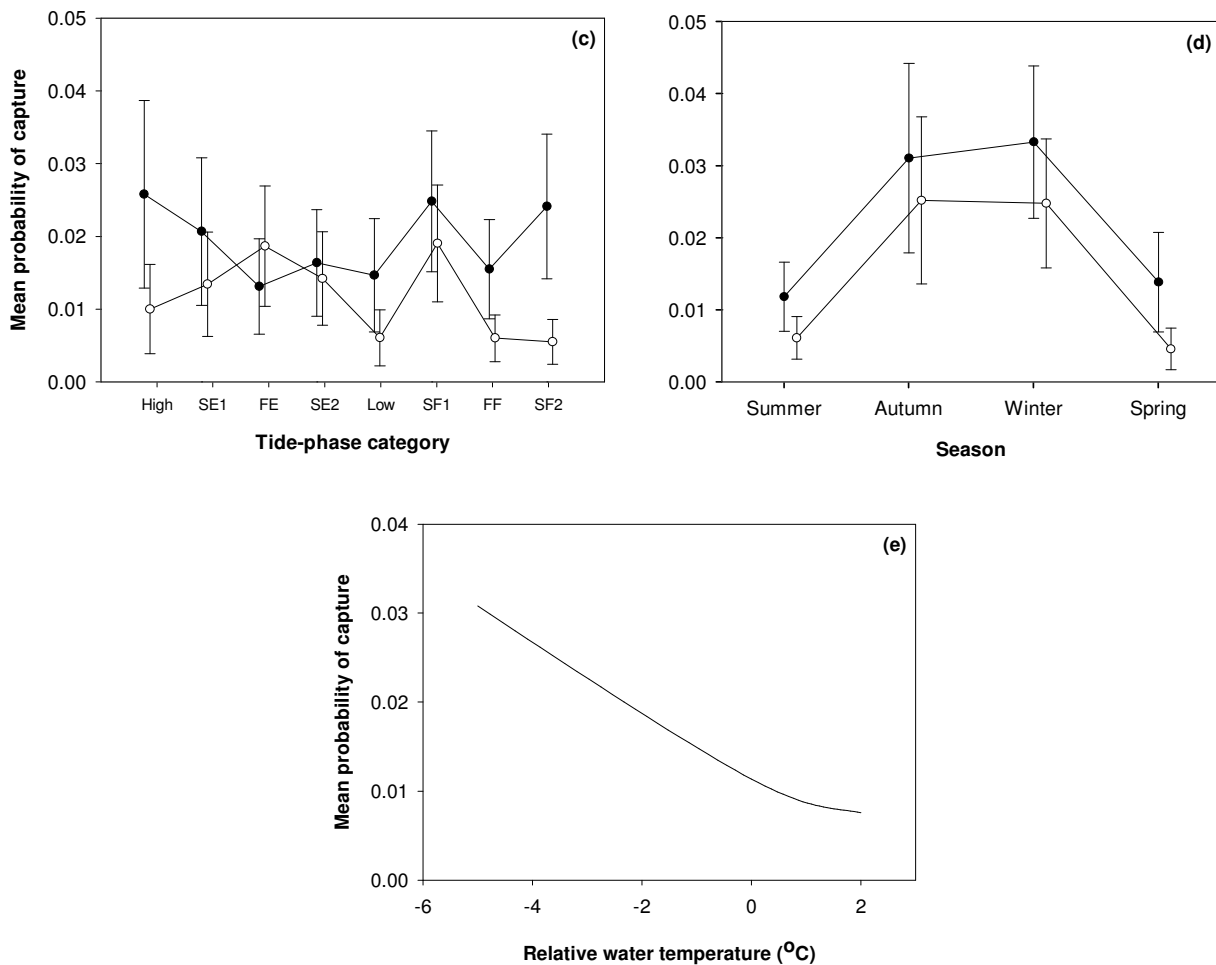 (c)
Mean probability of capture
0.05
0.04
0.03
0.02
0.01
0.00
High SE1 FE SE2 Low SF1 FF SF2
Tide-phase category
(d)
0.05
0.04
0.03
0.02
0.01
0.00
Summer Autumn Winter Spring
Season
(e)
Mean probability of capture
0.04
0.03
0.02
0.01
0.00
-6 -4 -2 0 2
Relative water temperature (ºC)